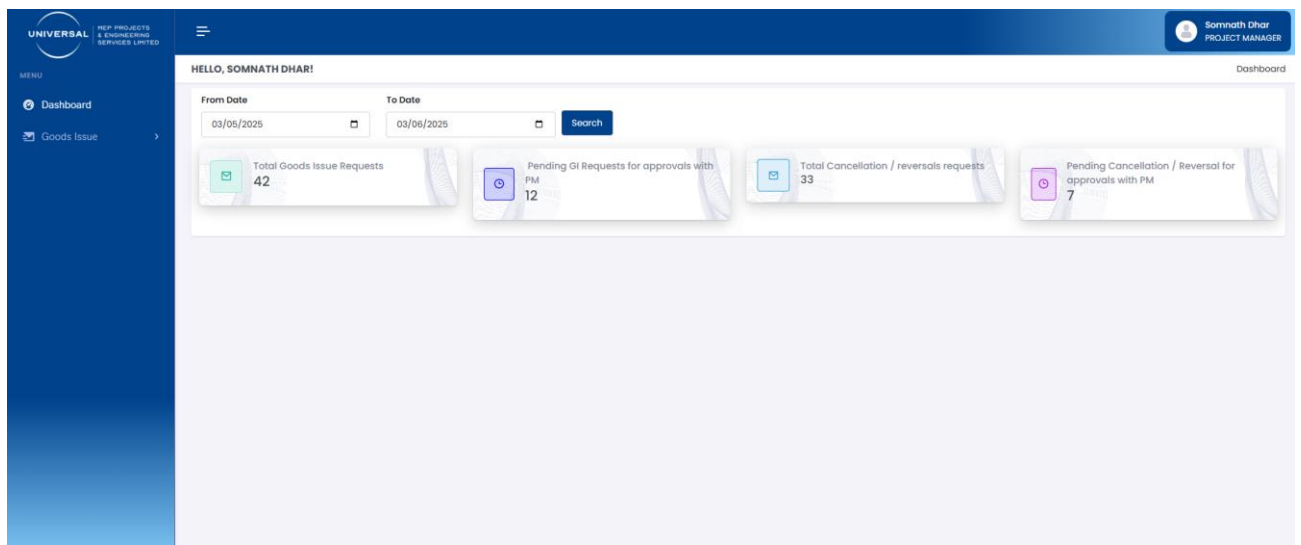 UNIVERSAL
MEP PROJECTS
& ENGINEERING
SERVICES LIMITED
Somnath Dhar
PROJECT MANAGER
MENU
HELLO, SOMNATH DHAR!
Dashboard
Dashboard
Goods Issue
From Date
To Date
03/05/2025
03/06/2025
Search
Total Goods Issue Requests
42
Pending GI Requests for approvals with
PM
12
Total Cancellation / reversals requests
33
Pending Cancellation / Reversal for
approvals with PM
7